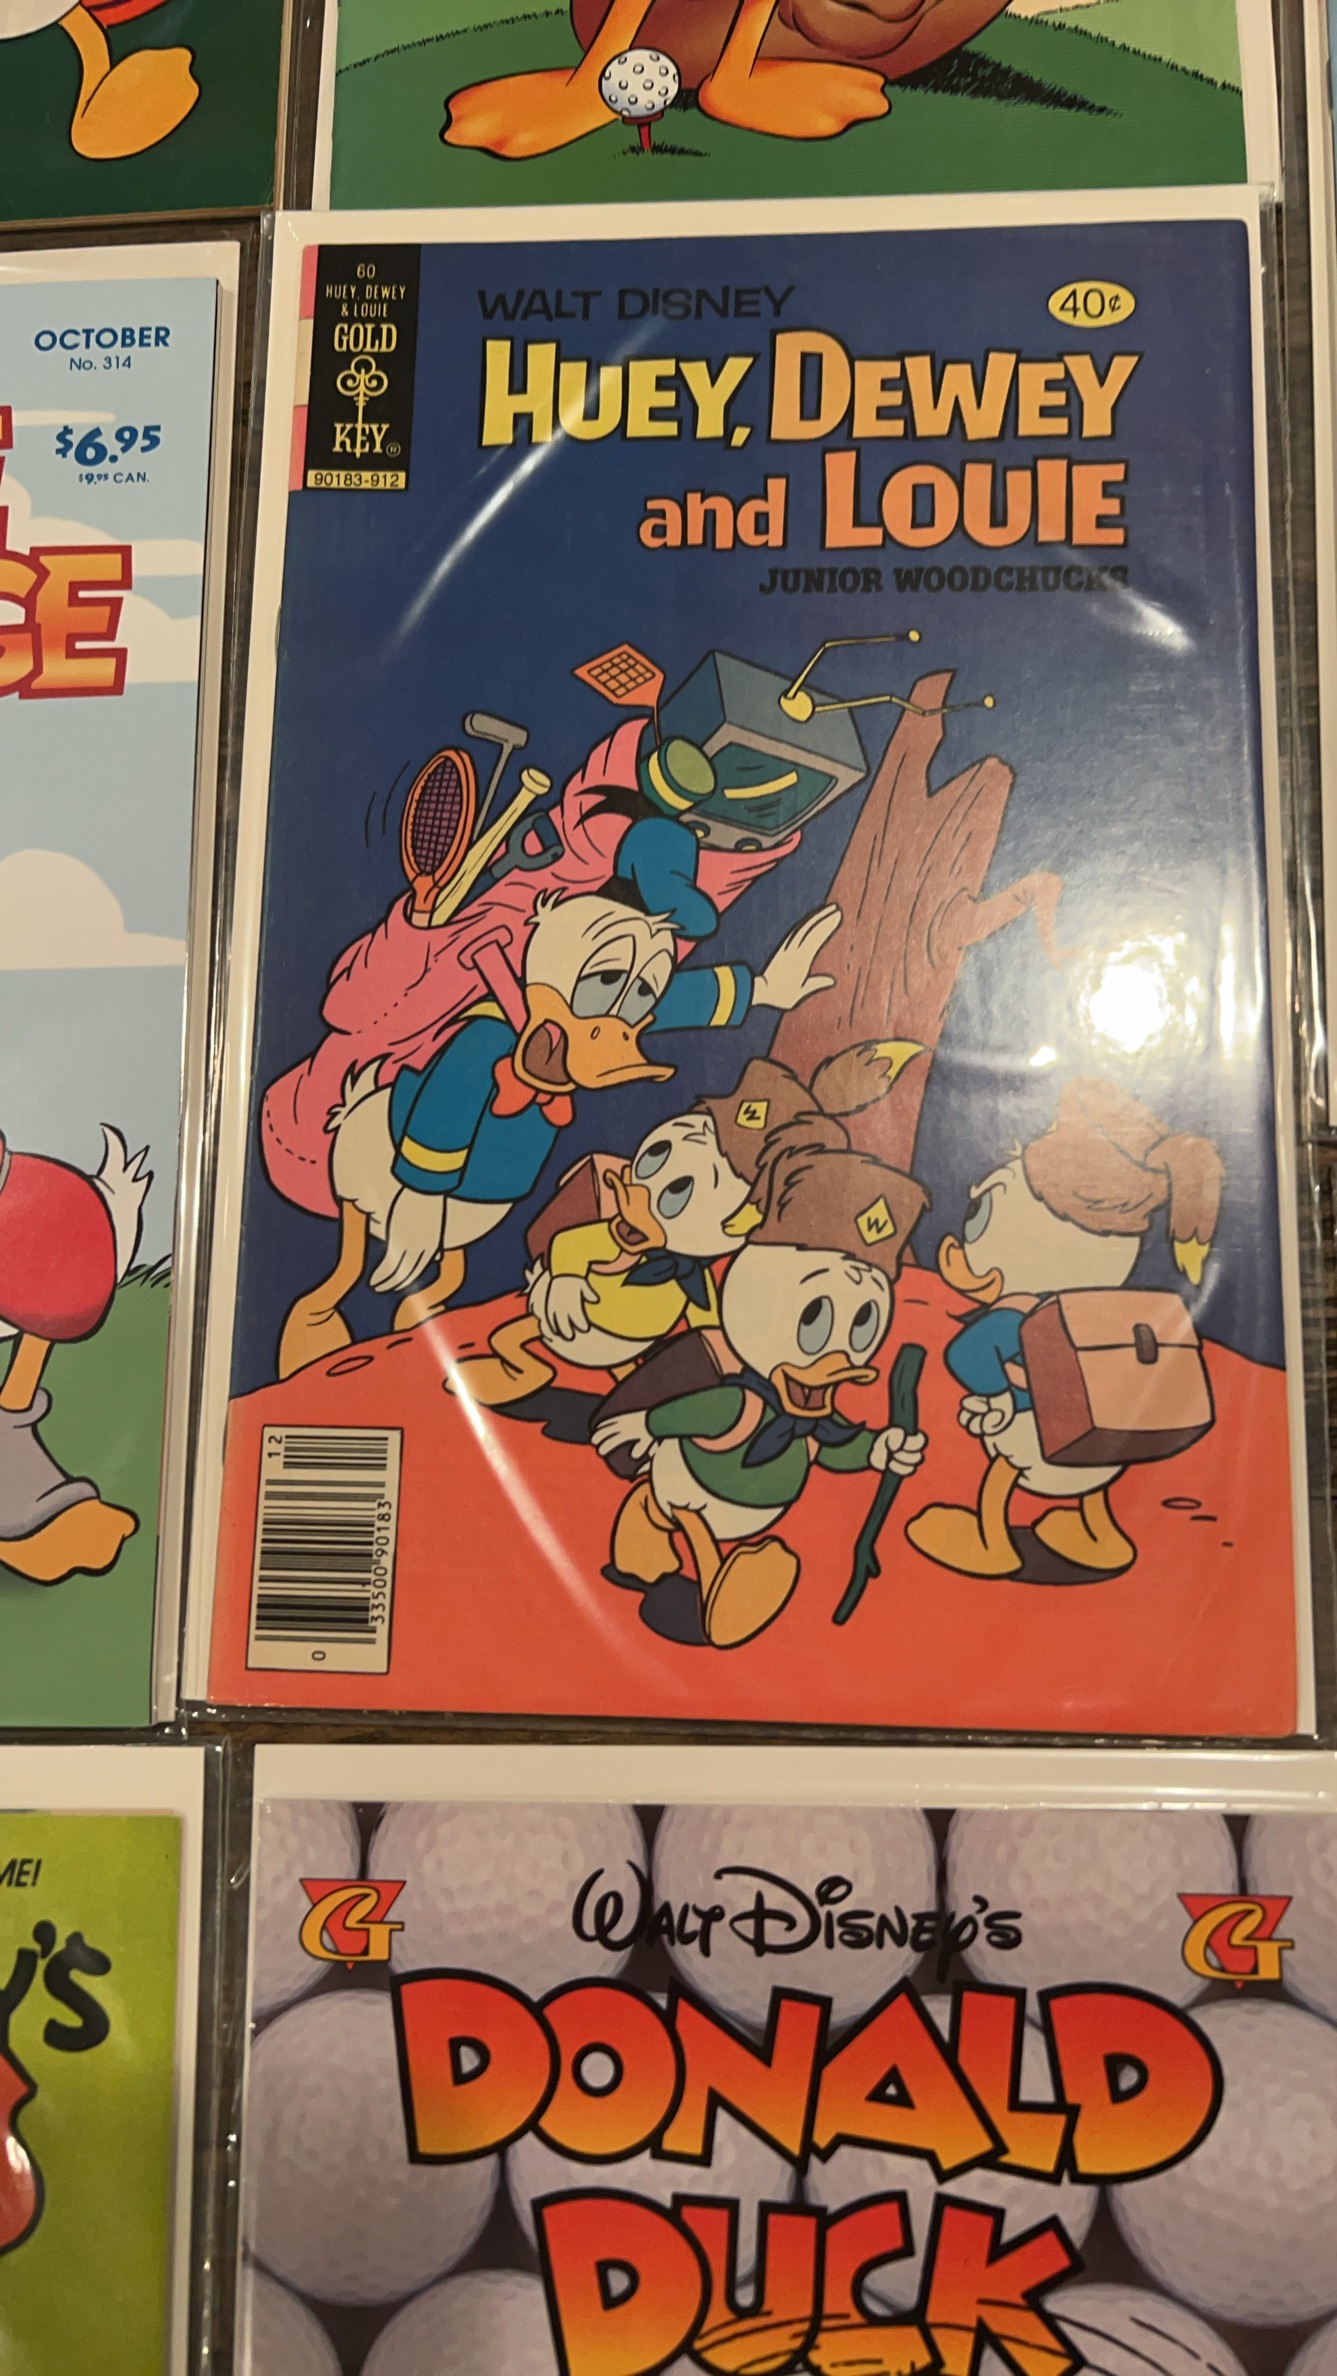 OCTOBER
No. 314
$6.95
$9.95 CAN.
GE
60
HUEY, DEWEY
& LOUIE
GOLD
KEY®
90183-912
WALT DISNEY
40¢
HUEY, DEWEY
and LOUIE
JUNIOR WOODCHUCKS
W
W
12
33500 90183
0
ME!
Y'S
G
WALT DISNEY'S
G
DONALD
DUCK